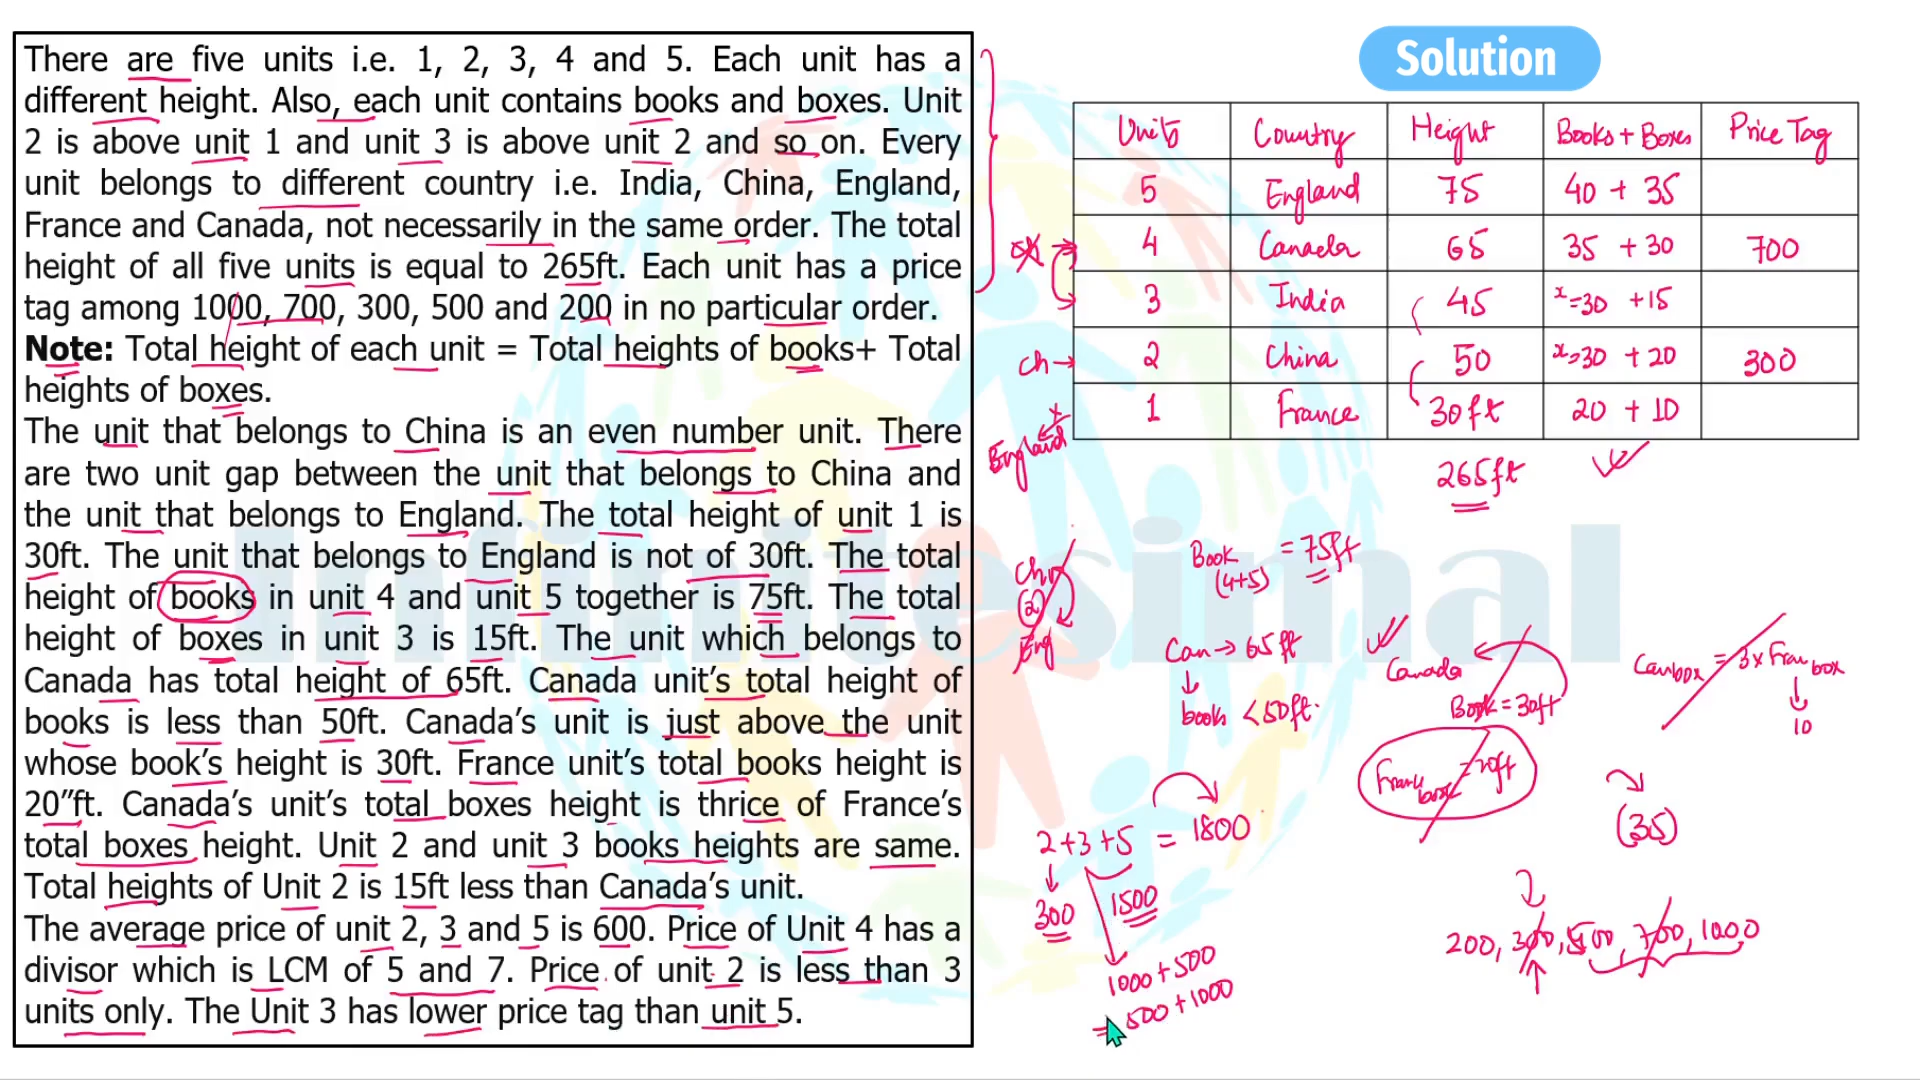 There are five units i.e. 1, 2, 3, 4 and 5. Each unit has a
different height. Also, each unit contains books and boxes. Unit
2 is above unit 1 and unit 3 is above unit 2 and so on. Every
unit belongs to different country i.e. India, China, England,
France and Canada, not necessarily in the same order. The total
height of all five units is equal to 265ft. Each unit has a price
tag among 1000, 700, 300, 500 and 200 in no particular order.
Note: Total height of each unit = Total heights of books+ Total
heights of boxes.
The unit that belongs to China is an even number unit. There
are two unit gap between the unit that belongs to China and
the unit that belongs to England. The total height of unit 1 is
30ft. The unit that belongs to England is not of 30ft. The total
height of books in unit 4 and unit 5 together is 75ft. The total
height of boxes in unit 3 is 15ft. The unit which belongs to
Canada has total height of 65ft. Canada unit's total height of
books is less than 50ft. Canada's unit is just above the unit
whose book's height is 30ft. France unit's total books height is
20"ft. Canada's unit's total boxes height is thrice of France's
total boxes height. Unit 2 and unit 3 books heights are same.
Total heights of Unit 2 is 15ft less than Canada's unit.
The average price of unit 2, 3 and 5 is 600. Price of Unit 4 has a
divisor which is LCM of 5 and 7. Price of unit 2 is less than 3
units only. The Unit 3 has lower price tag than unit 5.
Solution
Units Country Height Books + Boxes Price Tag
5 England 75 40 + 35
4 Canada 65 35 + 30 700
3 India 45 x=30 + 15
ch → 2 China 50 x=30 + 20 300
1 France 30ft 20 + 10
England
265ft
Infinitesimal
Book (4+5) = 75ft
Ch
(2)
Eng
Can → 65ft
books < 50ft.
Canada
Book = 30ft
Can box = 3 x Fran box
10
Fran box = 20ft
(35)
2 + 3 + 5 = 1800
300 1500
1000 + 500
= 500 + 1000
200, 300, 500, 700, 1000